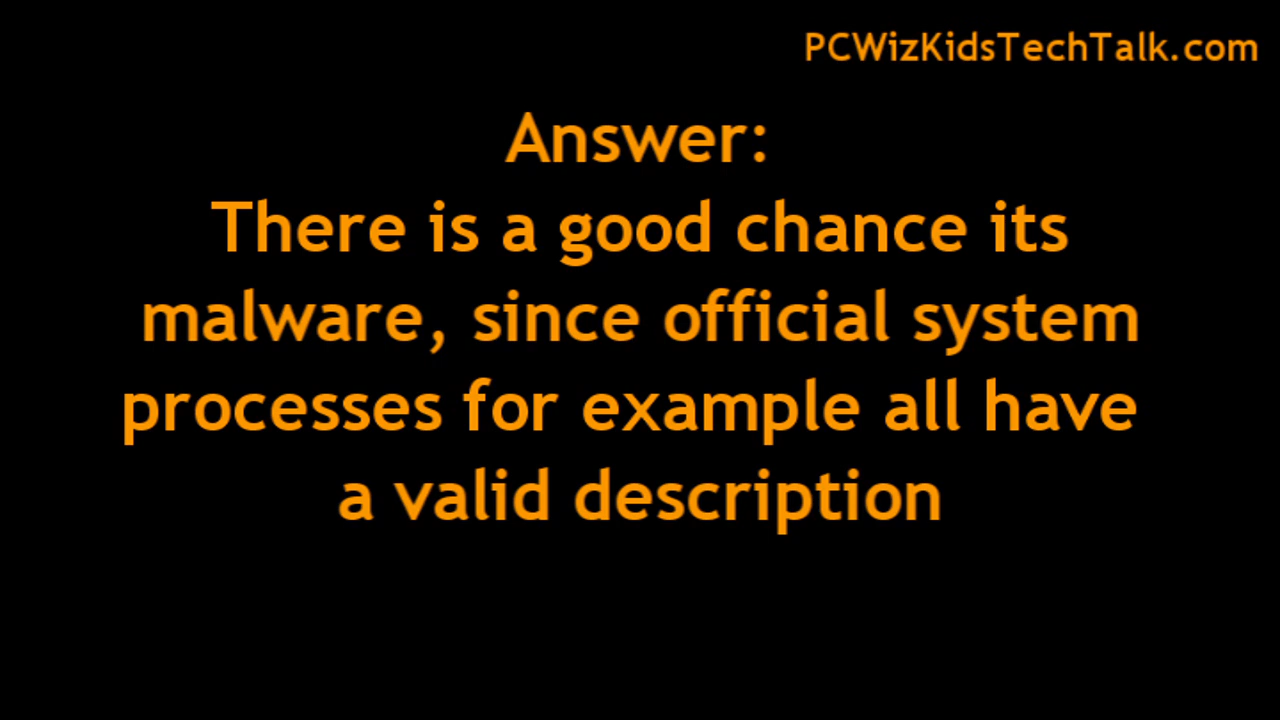 PCWizKidsTechTalk.com
Answer:
There is a good chance its
malware, since official system
processes for example all have
a valid description